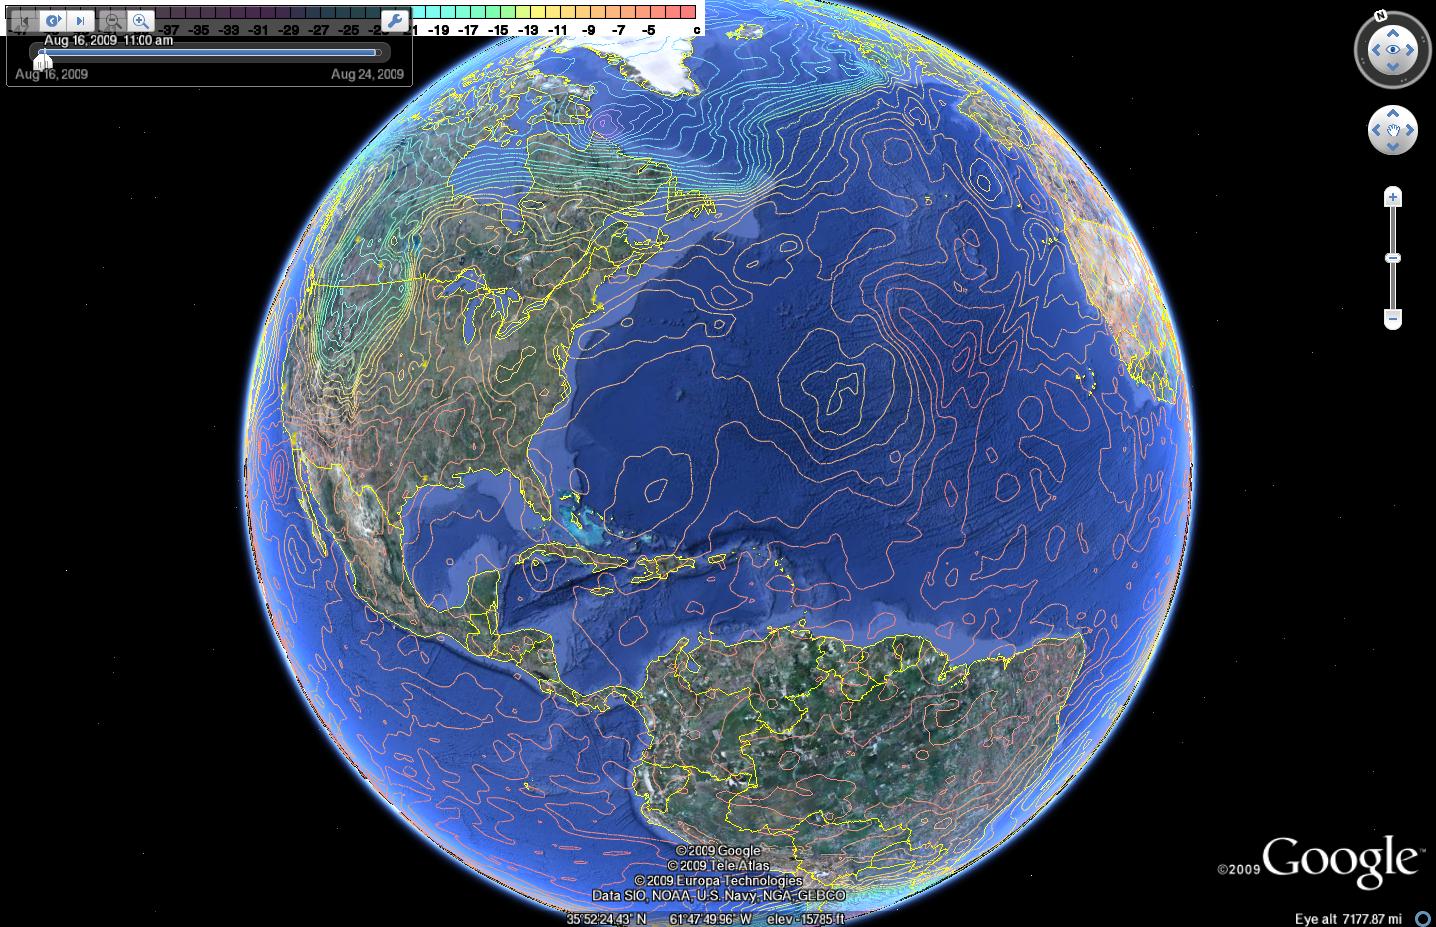 -37 -35 -33 -31 -29 -27 -25 -19 -17 -15 -13 -11 -9 -7 -5 c
Aug 16, 2009 11:00 am
Aug 16, 2009 Aug 24, 2009
N
©2009 Google
© 2009 Tele Atlas
© 2009 Europa Technologies
Data SIO, NOAA, U.S. Navy, NGA, GEBCO
©2009 Google™
35°52'24.43" N 61°47'49.96" W elev -15785 ft
Eye alt 7177.87 mi